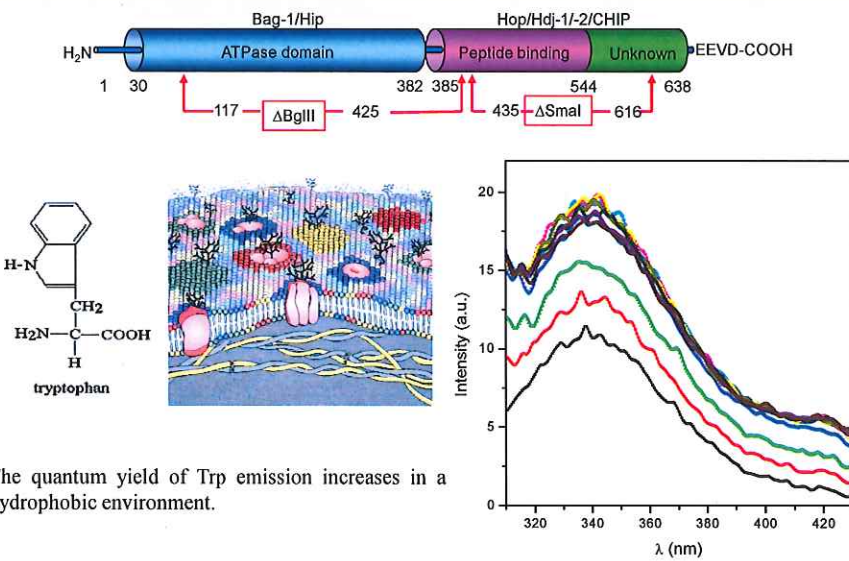 Bag-1/Hip Hop/Hdj-1/-2/CHIP
H₂N ATPase domain Peptide binding Unknown EEVD-COOH
1 30 382 385 544 638
117 ΔBglII 425 435 ΔSmaI 616
H-N
CH2
H2N-C-COOH
H
tryptophan
Intensity (a.u.)
20
15
10
5
0
320 340 360 380 400 420
λ (nm)
he quantum yield of Trp emission increases in a
ydrophobic environment.